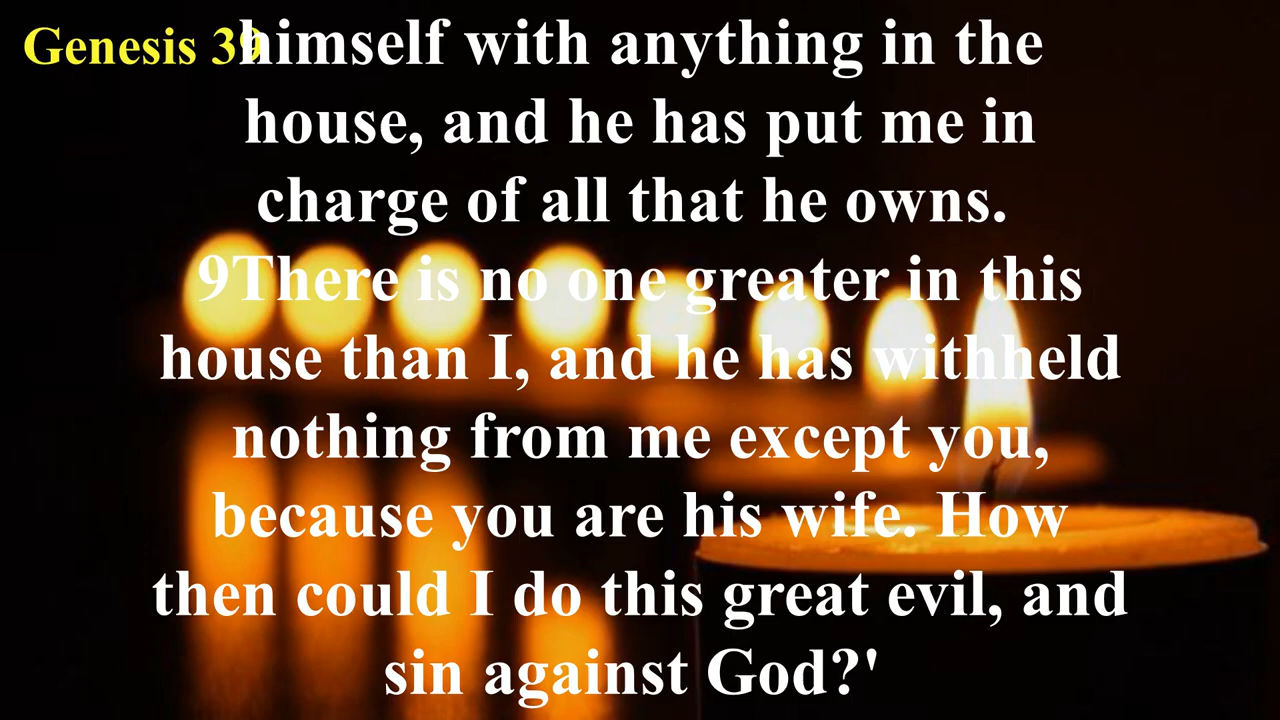 Genesis 39
himself with anything in the
house, and he has put me in
charge of all that he owns.
9There is no one greater in this
house than I, and he has withheld
nothing from me except you,
because you are his wife. How
then could I do this great evil, and
sin against God?'